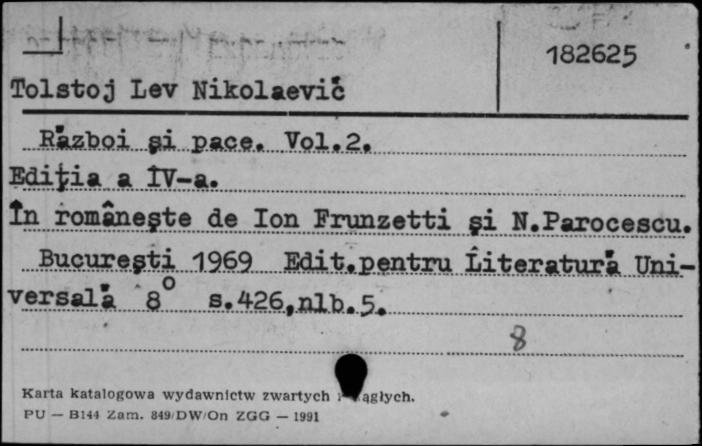 182625
Tolstoj Lev Nikolaevič
Război şi pace. Vol.2.
Ediţia a IV-a.
În româneşte de Ion Frunzetti şi N.Parocescu.
Bucureşti 1969 Edit.pentru Literatură Uni-
versală 8° s.426,nlb.5.
8
Karta katalogowa wydawnictw zwartych i ciągłych.
PU — B144 Zam. 849/DW/On ZGG — 1991